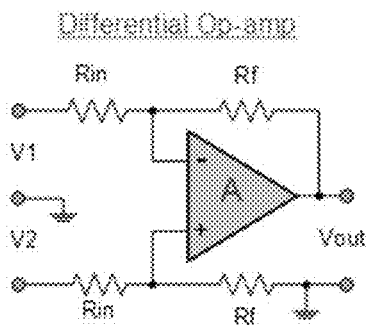 Differential Op-amp
Rin Rf
V1
-
A
+
V2
Vout
Rin Rf